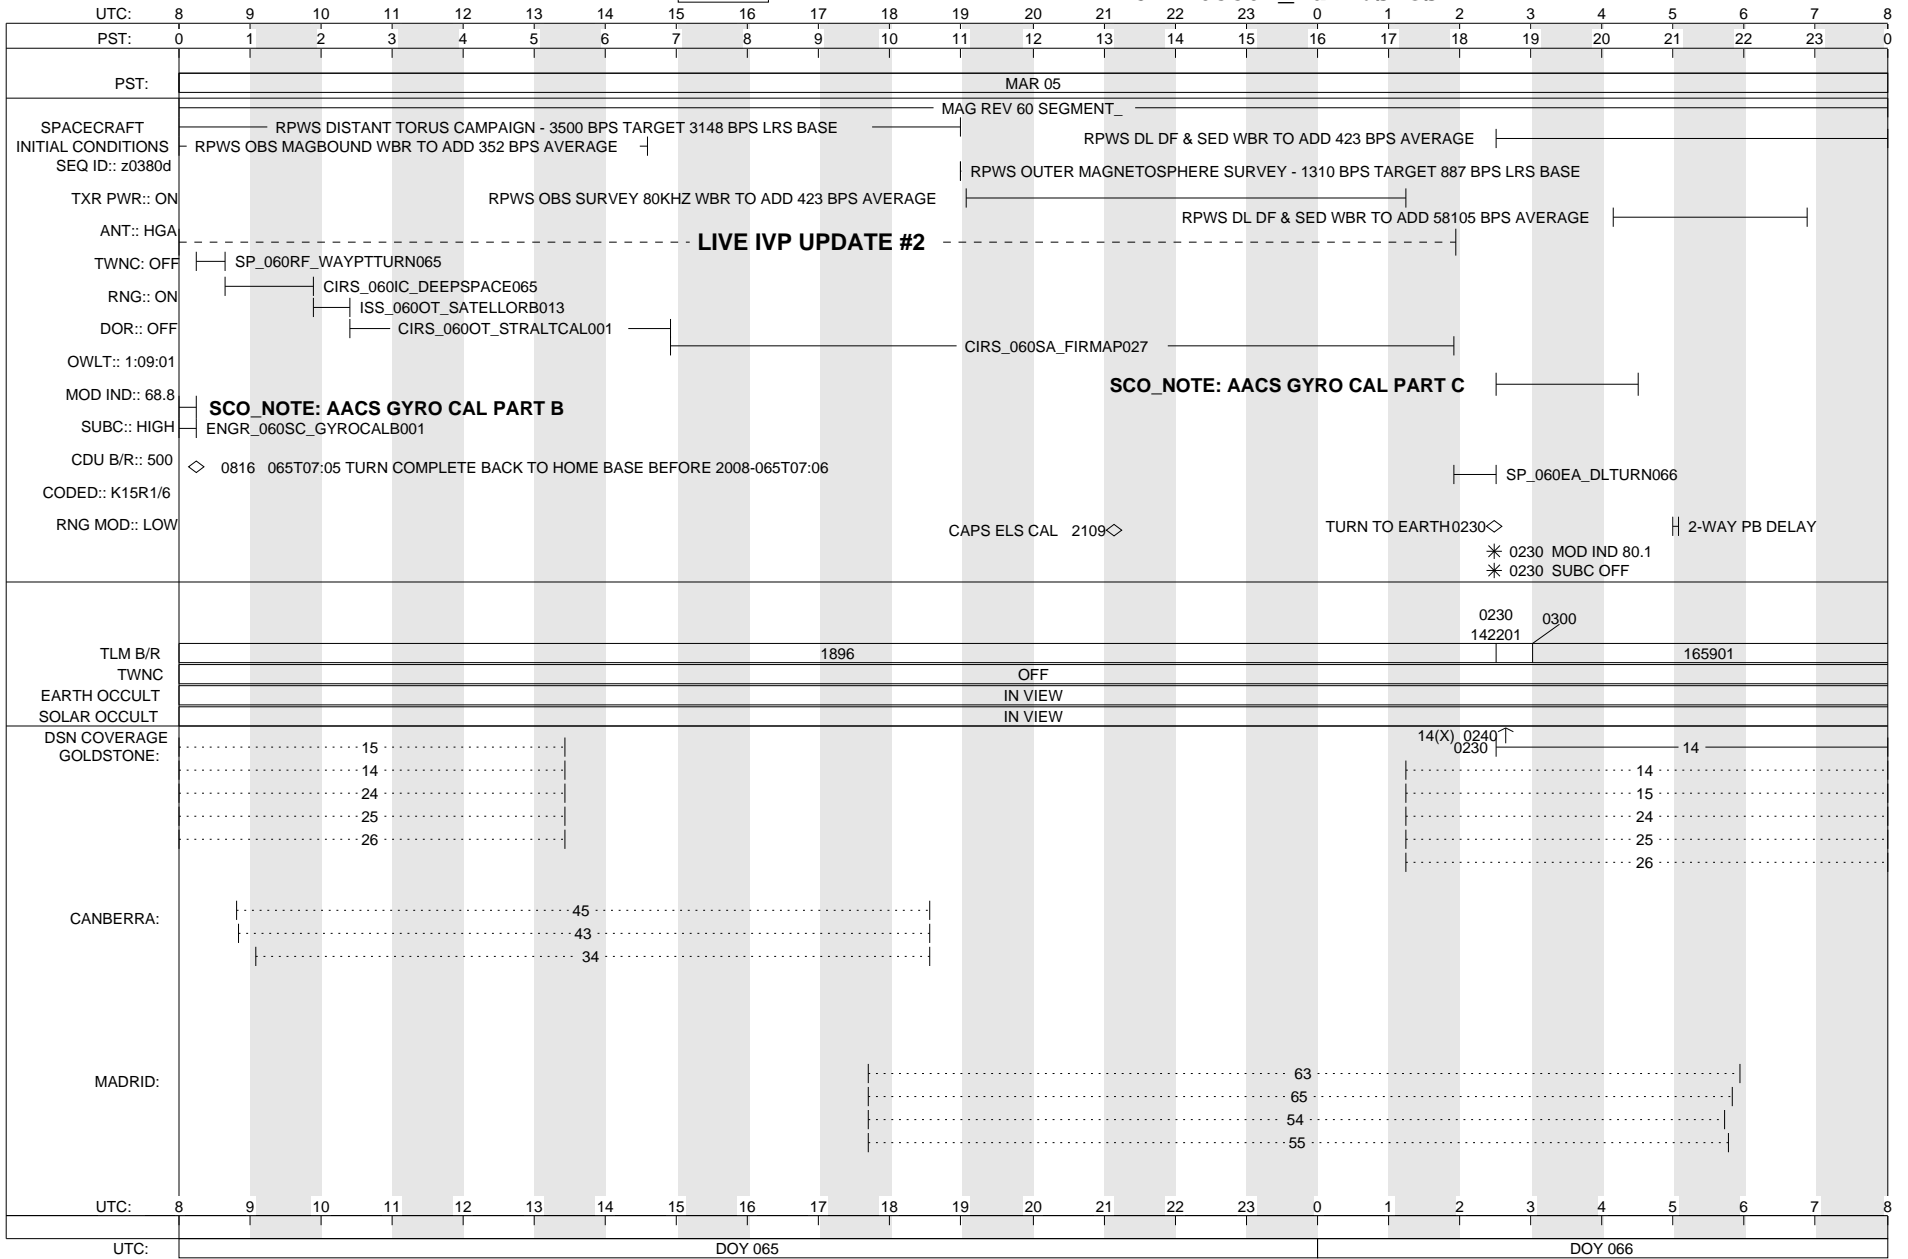 UTC: 8 9 10 11 12 13 14 15 16 17 18 19 20 21 22 23 0 1 2 3 4 5 6 7 8
PST: 0 1 2 3 4 5 6 7 8 9 10 11 12 13 14 15 16 17 18 19 20 21 22 23 0
PST: MAR 05
MAG REV 60 SEGMENT_
SPACECRAFT
INITIAL CONDITIONS
SEQ ID:: z0380d
TXR PWR:: ON
ANT:: HGA
TWNC: OFF
RNG:: ON
DOR:: OFF
OWLT:: 1:09:01
MOD IND:: 68.8
SUBC:: HIGH
CDU B/R:: 500
CODED:: K15R1/6
RNG MOD:: LOW
RPWS DISTANT TORUS CAMPAIGN - 3500 BPS TARGET 3148 BPS LRS BASE
RPWS DL DF & SED WBR TO ADD 423 BPS AVERAGE
RPWS OBS MAGBOUND WBR TO ADD 352 BPS AVERAGE
RPWS OUTER MAGNETOSPHERE SURVEY - 1310 BPS TARGET 887 BPS LRS BASE
RPWS OBS SURVEY 80KHZ WBR TO ADD 423 BPS AVERAGE
RPWS DL DF & SED WBR TO ADD 58105 BPS AVERAGE
LIVE IVP UPDATE #2
SP_060RF_WAYPTTURN065
CIRS_060IC_DEEPSPACE065
ISS_060OT_SATELLORB013
CIRS_060OT_STRALTCAL001
CIRS_060SA_FIRMAP027
SCO_NOTE: AACS GYRO CAL PART C
SCO_NOTE: AACS GYRO CAL PART B
ENGR_060SC_GYROCALB001
0816 065T07:05 TURN COMPLETE BACK TO HOME BASE BEFORE 2008-065T07:06
SP_060EA_DLTURN066
CAPS ELS CAL 2109
TURN TO EARTH 0230
2-WAY PB DELAY
0230 MOD IND 80.1
0230 SUBC OFF
0230
142201
0300
TLM B/R 1896 165901
TWNC OFF
EARTH OCCULT IN VIEW
SOLAR OCCULT IN VIEW
DSN COVERAGE
GOLDSTONE:
14(X) 0240
15 0230 14
14 14
24 15
25 24
26 25
26
CANBERRA:
45
43
34
MADRID:
63
65
54
55
UTC: 8 9 10 11 12 13 14 15 16 17 18 19 20 21 22 23 0 1 2 3 4 5 6 7 8
UTC: DOY 065 DOY 066